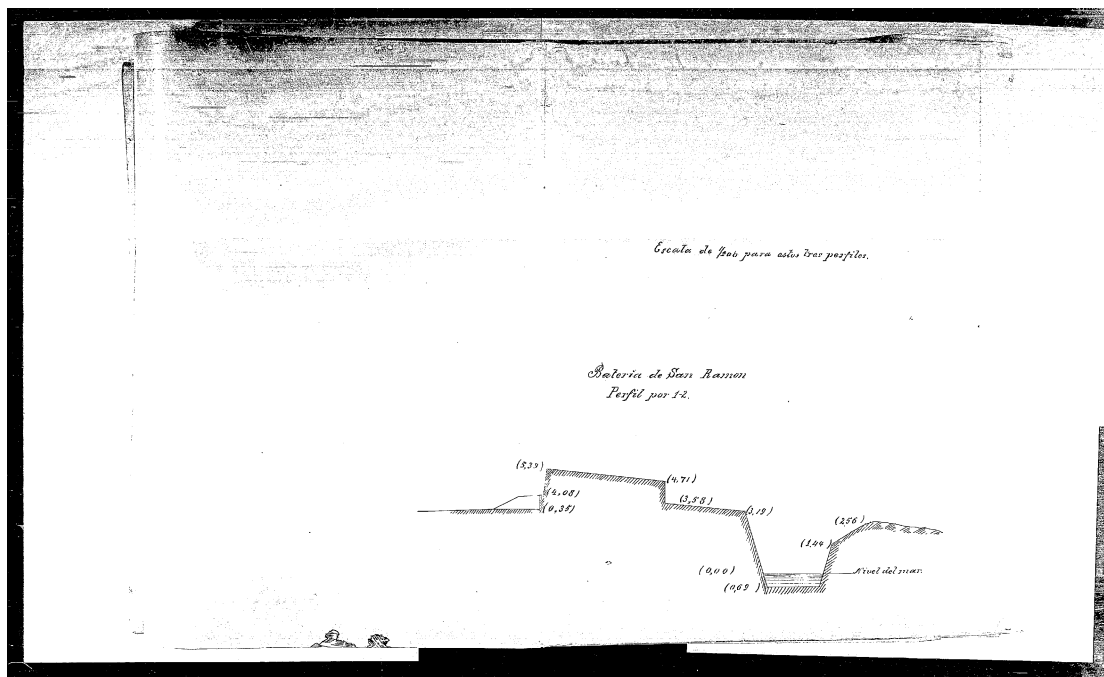 Escala de 1/200 para estos tres perfiles.
Bateria de San Ramon
Perfil por 1-2.
(5,39)
(4,71)
(4,08)
(3,58)
(0,35)
(3,19)
(2,56)
(1,44)
(0,00)
Nivel del mar.
(0,69)